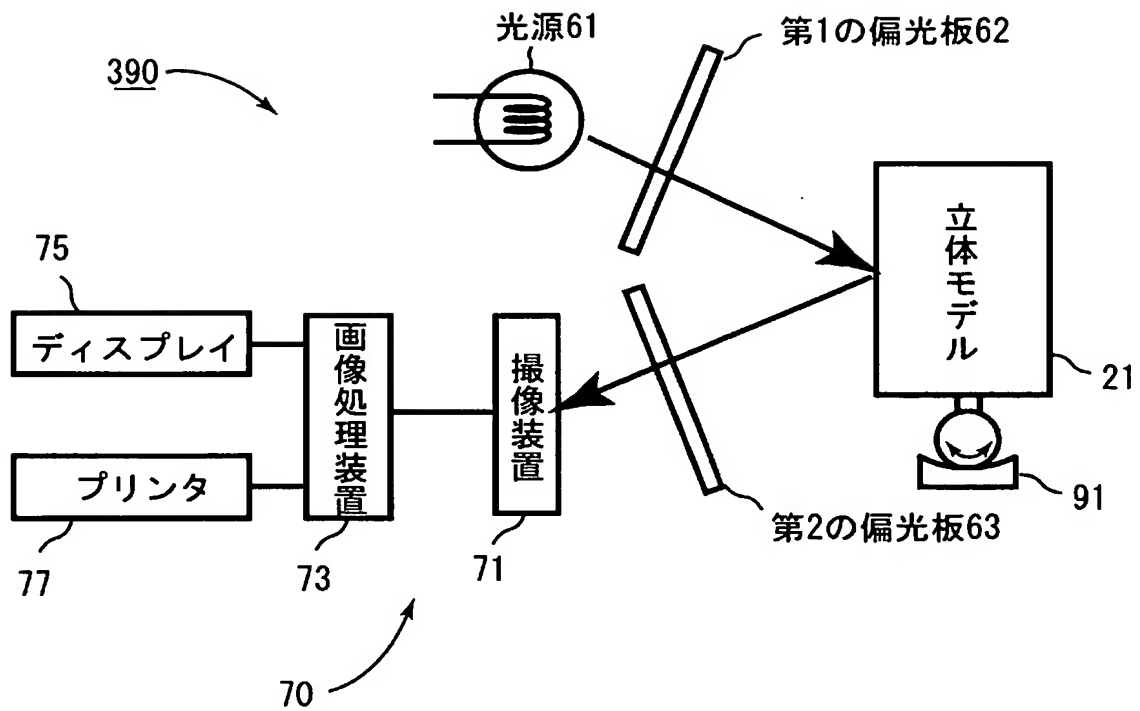 光源61
第1の偏光板62
390
立体モデル
75
ディスプレイ
画像処理装置
撮像装置
21
プリンタ
91
第2の偏光板63
77
73
71
70